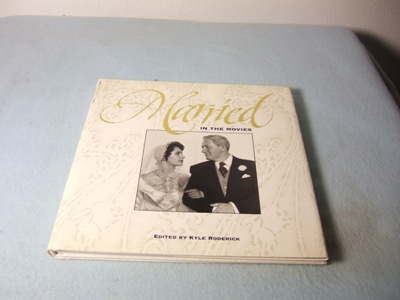 Married
IN THE MOVIES
EDITED BY KYLE RODERICK